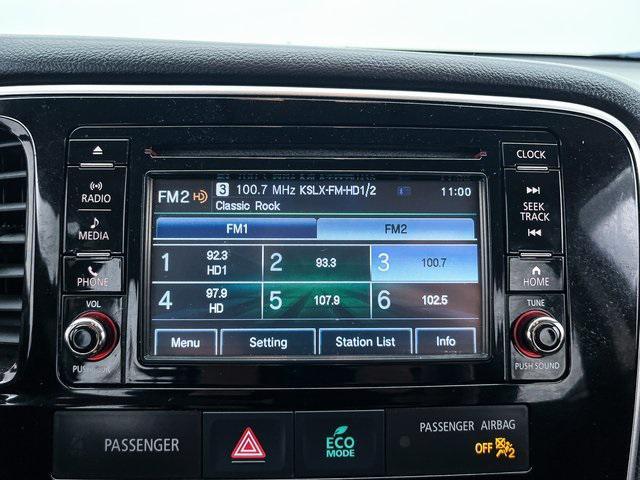 CLOCK
RADIO
MEDIA
PHONE
VOL
FM2 HD 3 100.7 MHz KSLX-FM-HD1/2 11:00
Classic Rock
FM1 FM2
1 92.3 HD1 2 93.3 3 100.7
4 97.9 HD 5 107.9 6 102.5
Menu Setting Station List Info
SEEK
TRACK
HOME
TUNE
PUSH SOUND
PASSENGER
ECO
MODE
PASSENGER AIRBAG
OFF 2